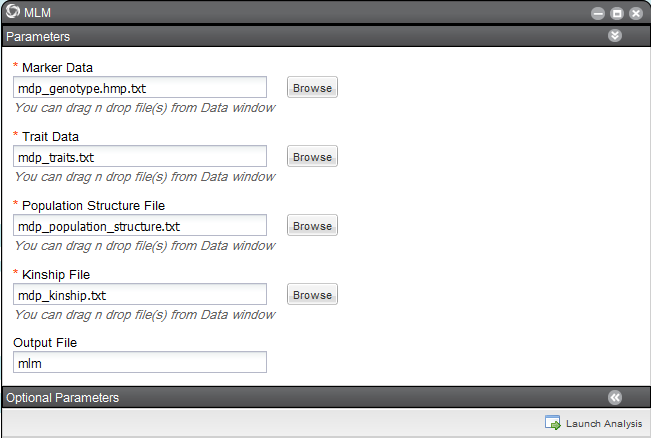 MLM
Parameters
* Marker Data
mdp_genotype.hmp.txt
Browse
You can drag n drop file(s) from Data window
* Trait Data
mdp_traits.txt
Browse
You can drag n drop file(s) from Data window
* Population Structure File
mdp_population_structure.txt
Browse
You can drag n drop file(s) from Data window
* Kinship File
mdp_kinship.txt
Browse
You can drag n drop file(s) from Data window
Output File
mlm
Optional Parameters
Launch Analysis